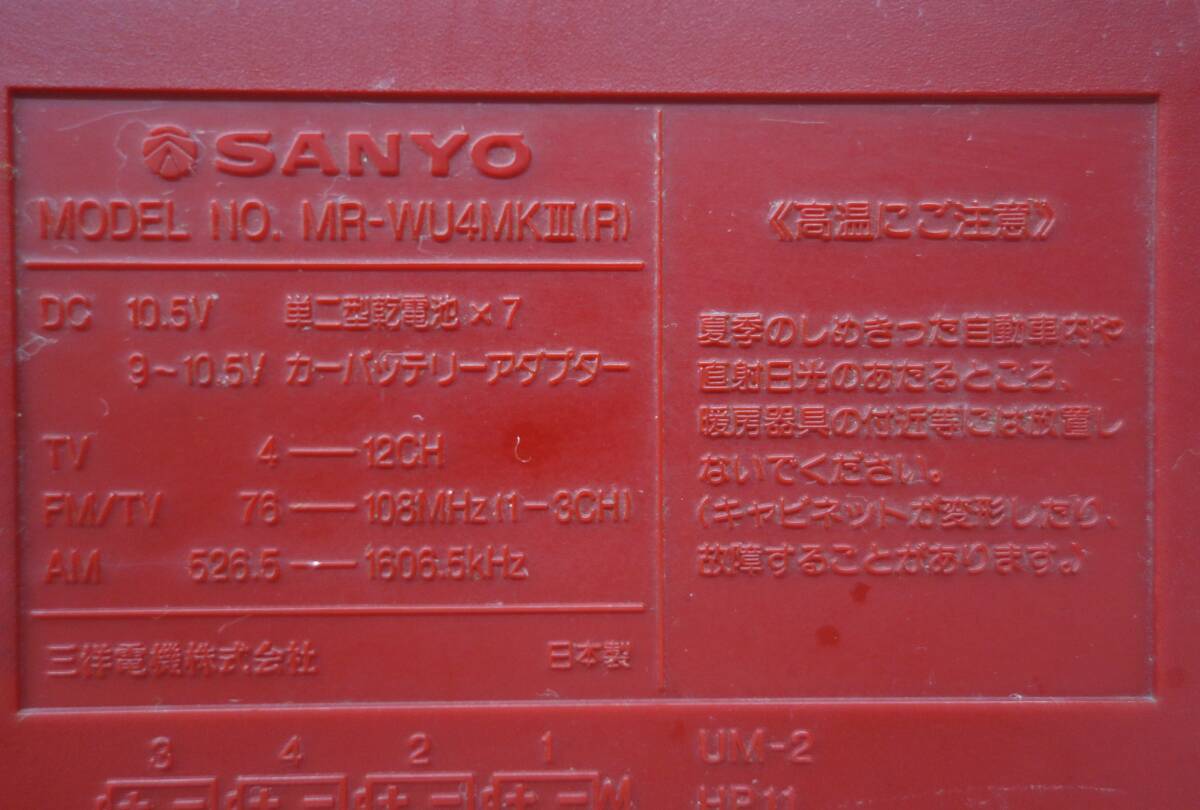 SANYO
MODEL NO. MR-WU4MKIII(R)
DC 10.5V 単二型乾電池×7
9~10.5V カーバッテリーアダプター
TV 4—12CH
FM/TV 76—108MHz(1-3CH)
AM 526.5—1606.5kHz
三洋電機株式会社 日本製
《高温にご注意》
夏季のしめきった自動車内や
直射日光のあたるところ、
暖房器具の付近等には放置し
ないでください。
(キャビネットが変形したり、
故障することがあります。)
3 4 2 1
UM-2